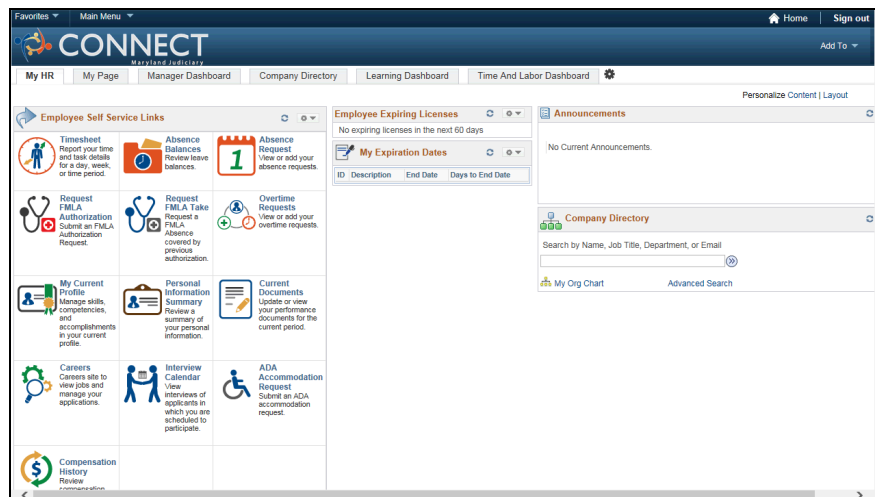 Favorites
Main Menu
Home
Sign out
CONNECT
Maryland Judiciary
Add To
My HR
My Page
Manager Dashboard
Company Directory
Learning Dashboard
Time And Labor Dashboard
Personalize Content | Layout
Employee Self Service Links
Timesheet
Report your time
and task details
for a day, week,
or time period.
Absence
Balances
Review leave
balances.
1
Absence
Request
View or add your
absence requests.
Request
FMLA
Authorization
Submit an FMLA
Authorization
Request.
Request
FMLA Take
Request a
FMLA
Absence
covered by
previous
authorization.
Overtime
Requests
View or add your
overtime requests.
My Current
Profile
Manage skills,
competencies,
and
accomplishments
in your current
profile.
Personal
Information
Summary
Review a
summary of
your personal
information.
Current
Documents
Update or view
your performance
documents for the
current period.
Careers
Careers site to
view jobs and
manage your
applications.
Interview
Calendar
View
interviews of
applicants in
which you are
scheduled to
participate.
ADA
Accommodation
Request
Submit an ADA
accommodation
request.
$
Compensation
History
Review
compensation
Employee Expiring Licenses
No expiring licenses in the next 60 days
My Expiration Dates
ID Description End Date Days to End Date
Announcements
No Current Announcements.
Company Directory
Search by Name, Job Title, Department, or Email
My Org Chart
Advanced Search